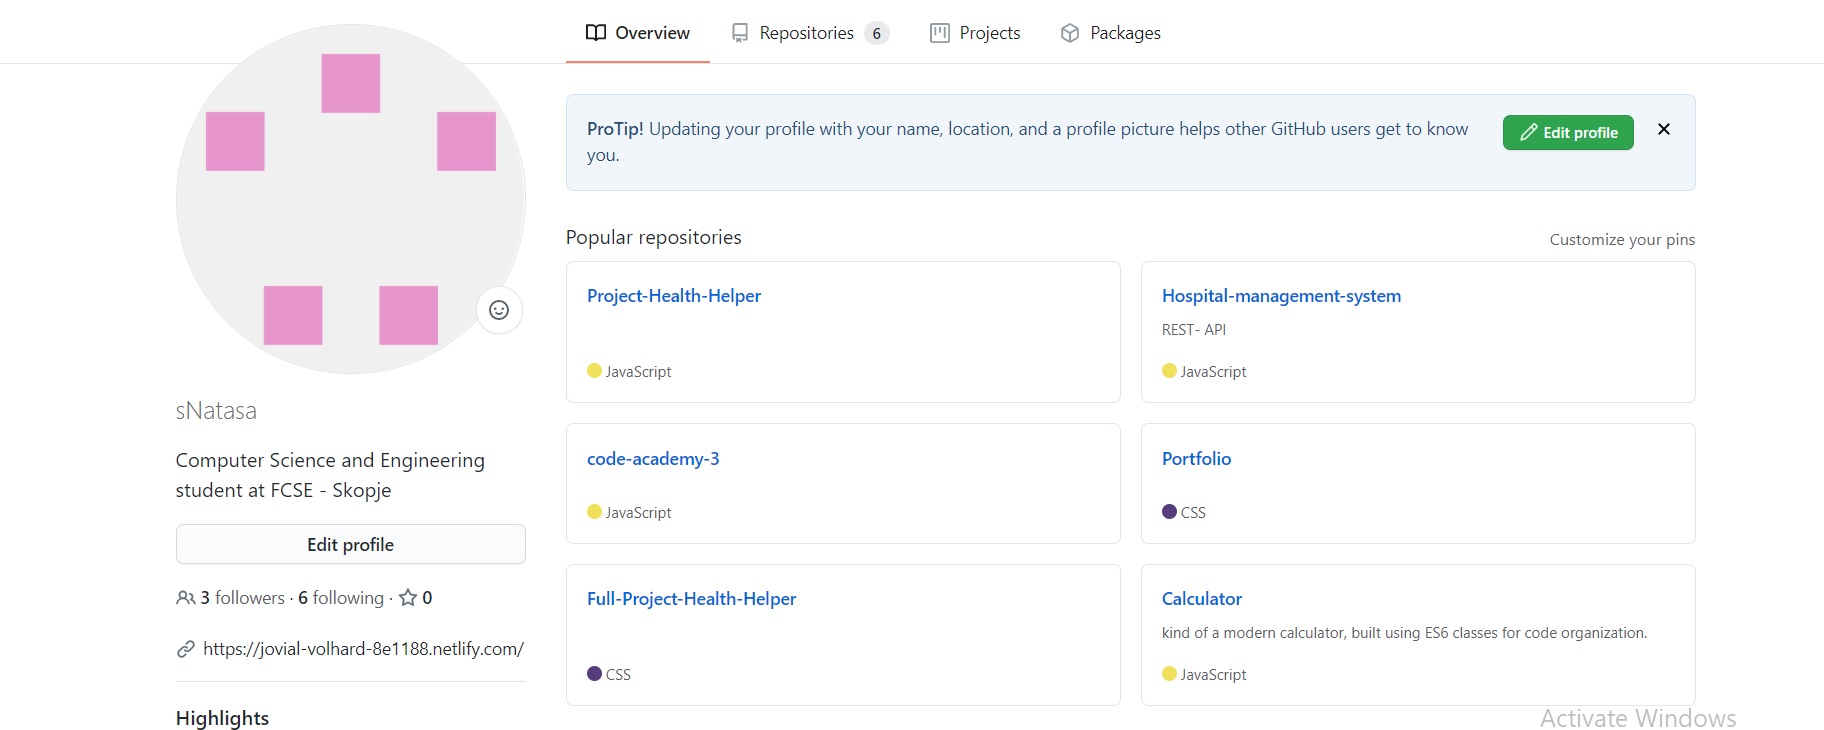 Overview
Repositories 6
Projects
Packages
ProTip! Updating your profile with your name, location, and a profile picture helps other GitHub users get to know
you.
Edit profile
sNatasa
Computer Science and Engineering
student at FCSE - Skopje
Edit profile
3 followers · 6 following · 0
https://jovial-volhard-8e1188.netlify.com/
Highlights
Popular repositories
Customize your pins
Project-Health-Helper
JavaScript
Hospital-management-system
REST- API
JavaScript
code-academy-3
JavaScript
Portfolio
CSS
Full-Project-Health-Helper
CSS
Calculator
kind of a modern calculator, built using ES6 classes for code organization.
JavaScript
Activate Windows